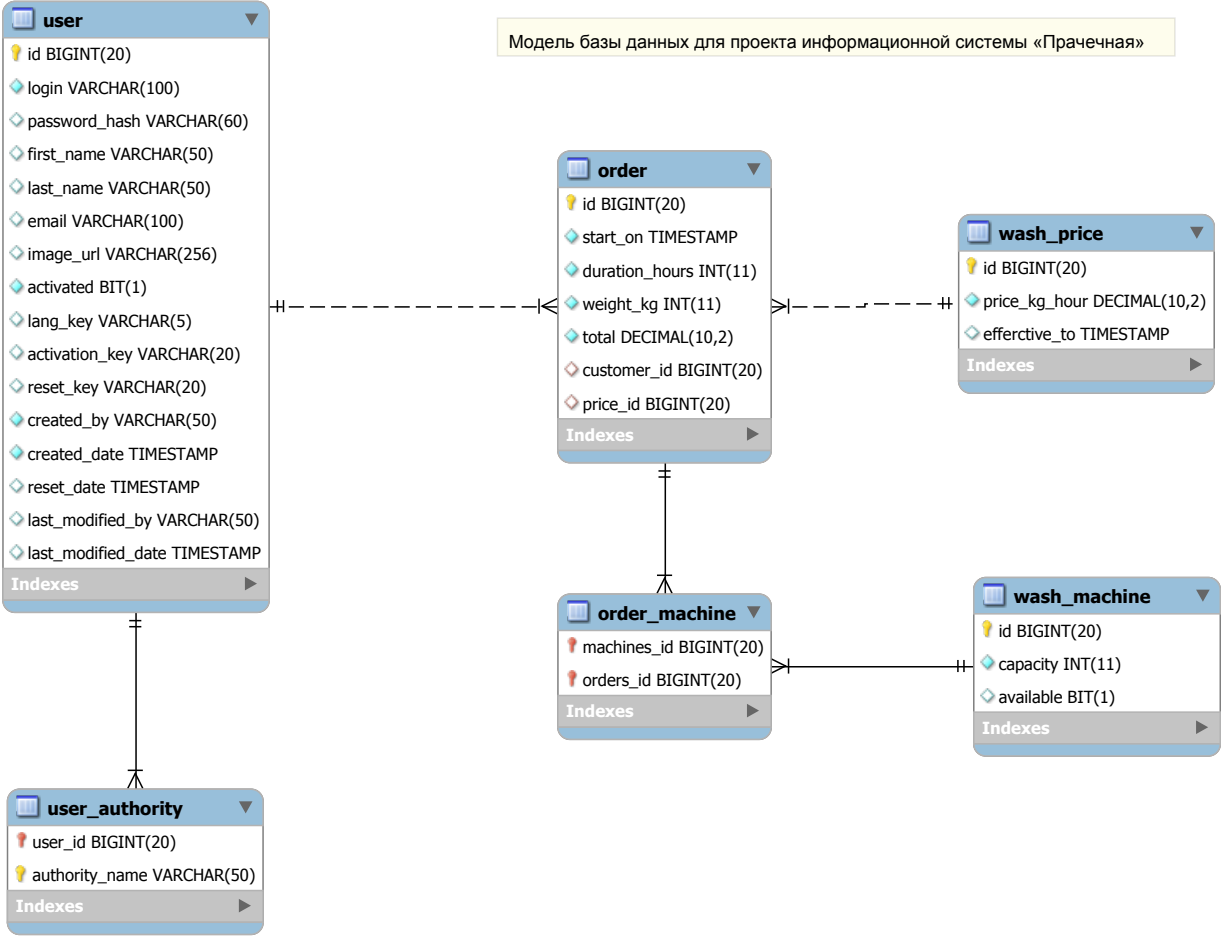 user
id BIGINT(20)
login VARCHAR(100)
password_hash VARCHAR(60)
first_name VARCHAR(50)
last_name VARCHAR(50)
email VARCHAR(100)
image_url VARCHAR(256)
activated BIT(1)
lang_key VARCHAR(5)
activation_key VARCHAR(20)
reset_key VARCHAR(20)
created_by VARCHAR(50)
created_date TIMESTAMP
reset_date TIMESTAMP
last_modified_by VARCHAR(50)
last_modified_date TIMESTAMP
Indexes
Модель базы данных для проекта информационной системы «Прачечная»
order
id BIGINT(20)
start_on TIMESTAMP
duration_hours INT(11)
weight_kg INT(11)
total DECIMAL(10,2)
customer_id BIGINT(20)
price_id BIGINT(20)
Indexes
wash_price
id BIGINT(20)
price_kg_hour DECIMAL(10,2)
efferctive_to TIMESTAMP
Indexes
order_machine
machines_id BIGINT(20)
orders_id BIGINT(20)
Indexes
wash_machine
id BIGINT(20)
capacity INT(11)
available BIT(1)
Indexes
user_authority
user_id BIGINT(20)
authority_name VARCHAR(50)
Indexes